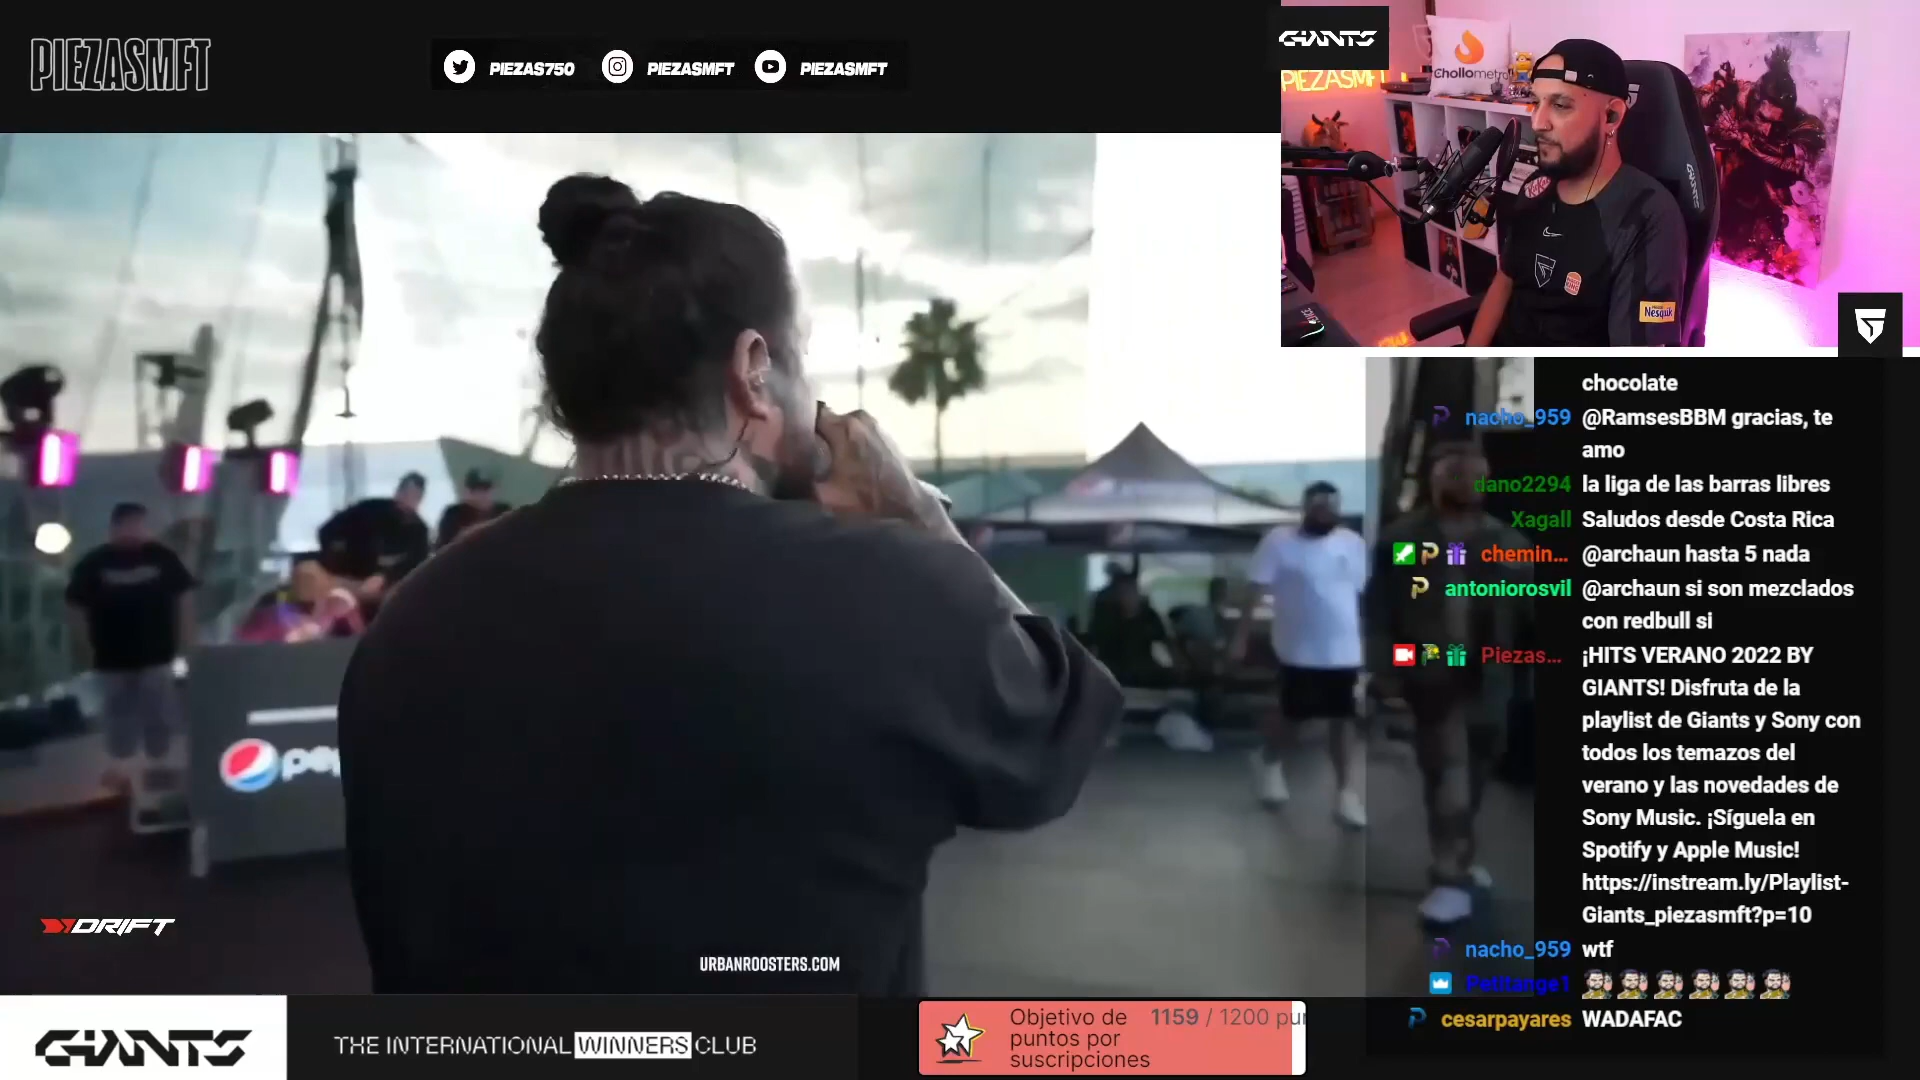 PIEZASMFT
PIEZAS750
PIEZASMFT
PIEZASMFT
GIANTS
PIEZASMFT
Chollometro
Nesquik
GIANTS
chocolate
nacho_959 @RamsesBBM gracias, te
amo
dano2294 la liga de las barras libres
Xagall Saludos desde Costa Rica
chemin... @archaun hasta 5 nada
antoniorosvil @archaun si son mezclados
con redbull si
Piezas... ¡HITS VERANO 2022 BY
GIANTS! Disfruta de la
playlist de Giants y Sony con
todos los temazos del
verano y las novedades de
Sony Music. ¡Síguela en
Spotify y Apple Music!
https://instream.ly/Playlist-
Giants_piezasmft?p=10
nacho_959 wtf
Petitange1
cesarpayares WADAFAC
pep
DRIFT
URBANROOSTERS.COM
GIANTS
THE INTERNATIONAL WINNERS CLUB
Objetivo de
puntos por
suscripciones
1159 / 1200 pu